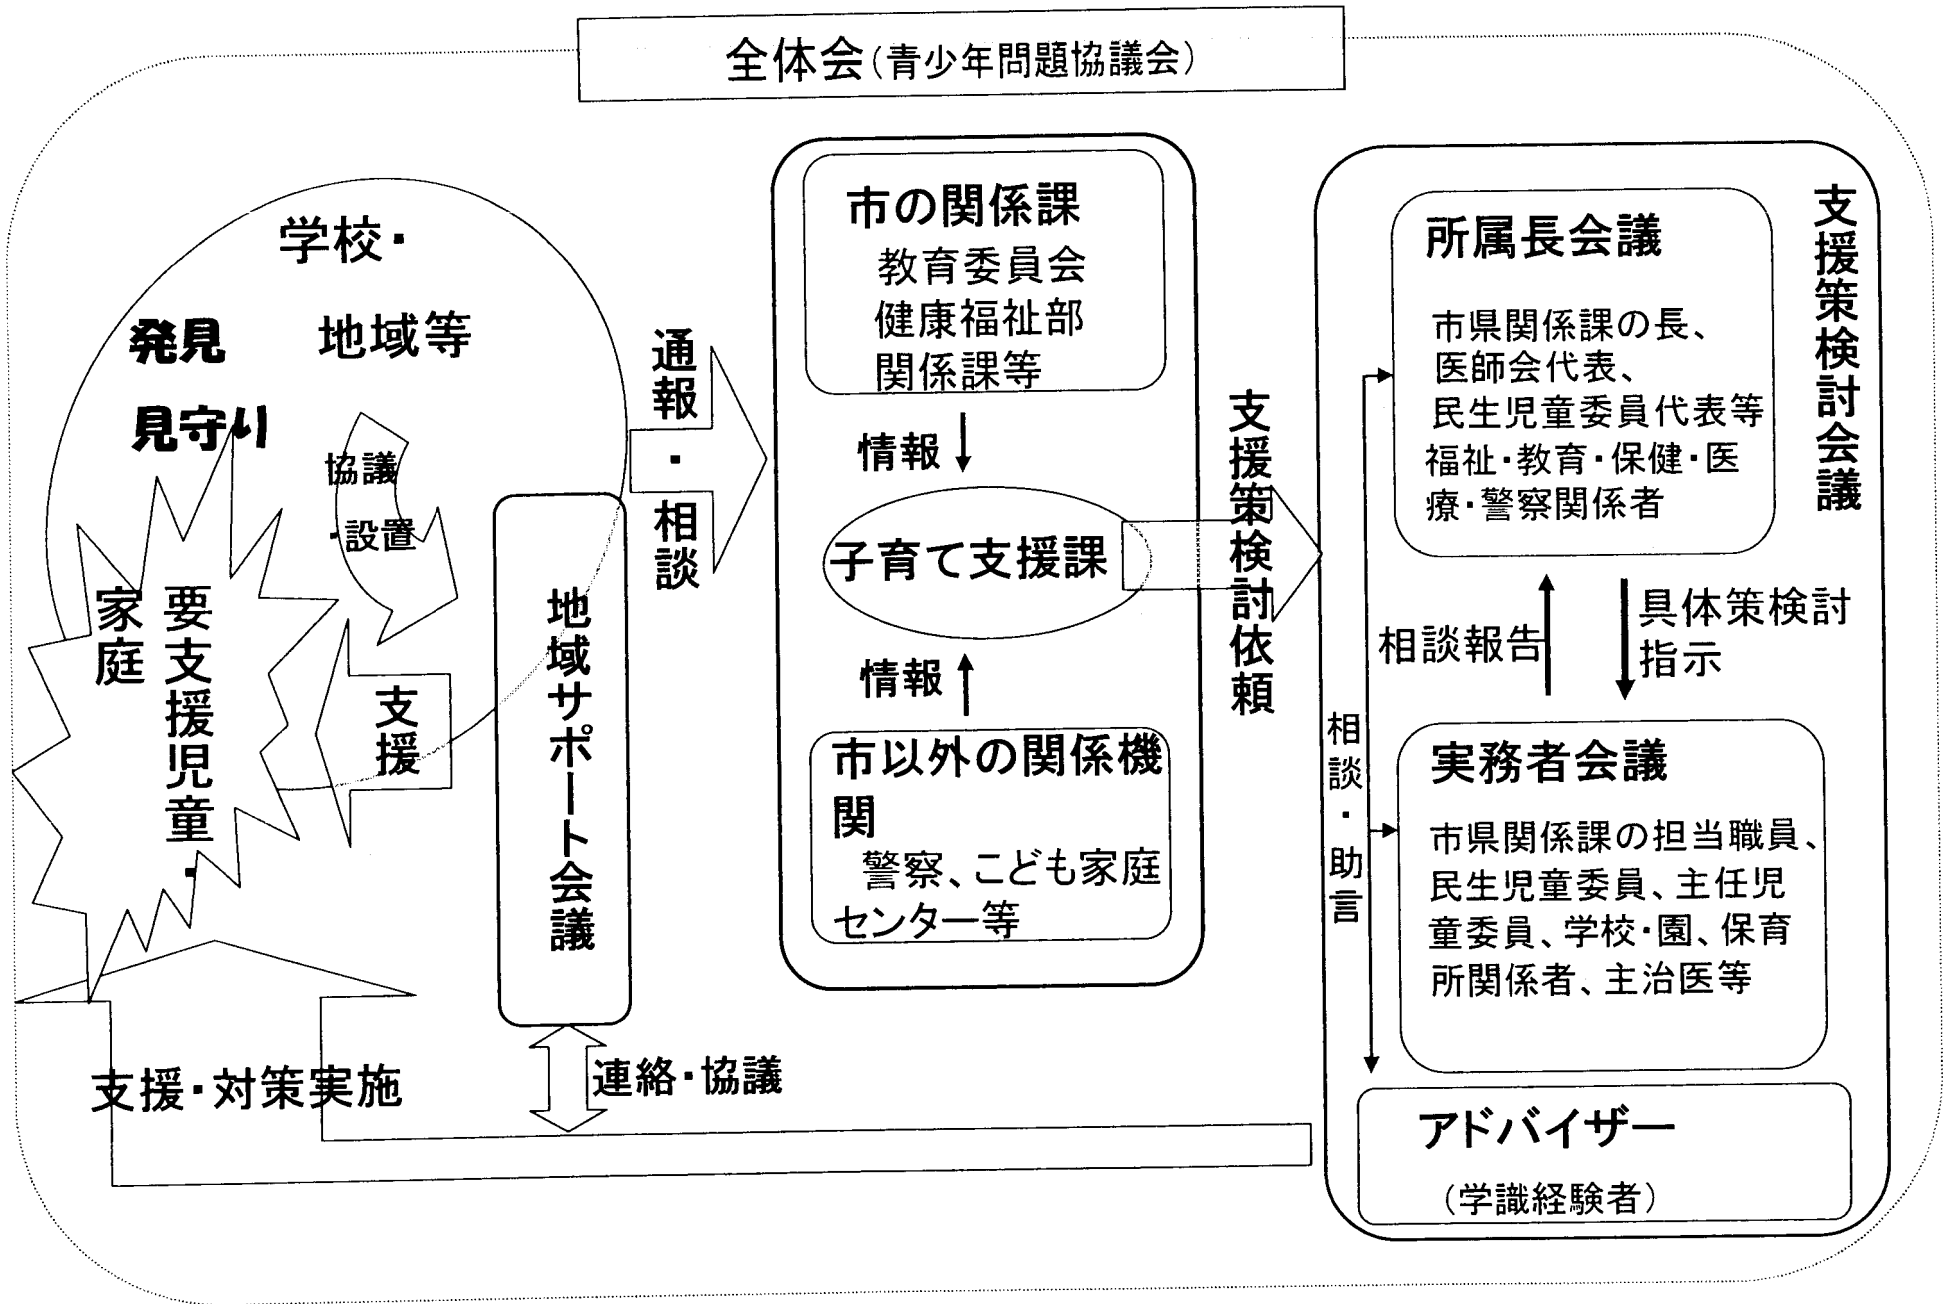 全体会(青少年問題協議会)
学校・
地域等
発見
見守り
協議
・設置
要支援児童・
家庭
支援
地域サポート会議
通報・相談
市の関係課
教育委員会
健康福祉部
関係課等
情報
子育て支援課
情報
市以外の関係機
関
警察、こども家庭
センター等
支援策検討依頼
支援策検討会議
所属長会議
市県関係課の長、
医師会代表、
民生児童委員代表等
福祉・教育・保健・医
療・警察関係者
相談報告
具体策検討
指示
相談・助言
実務者会議
市県関係課の担当職員、
民生児童委員、主任児
童委員、学校・園、保育
所関係者、主治医等
アドバイザー
(学識経験者)
連絡・協議
支援・対策実施